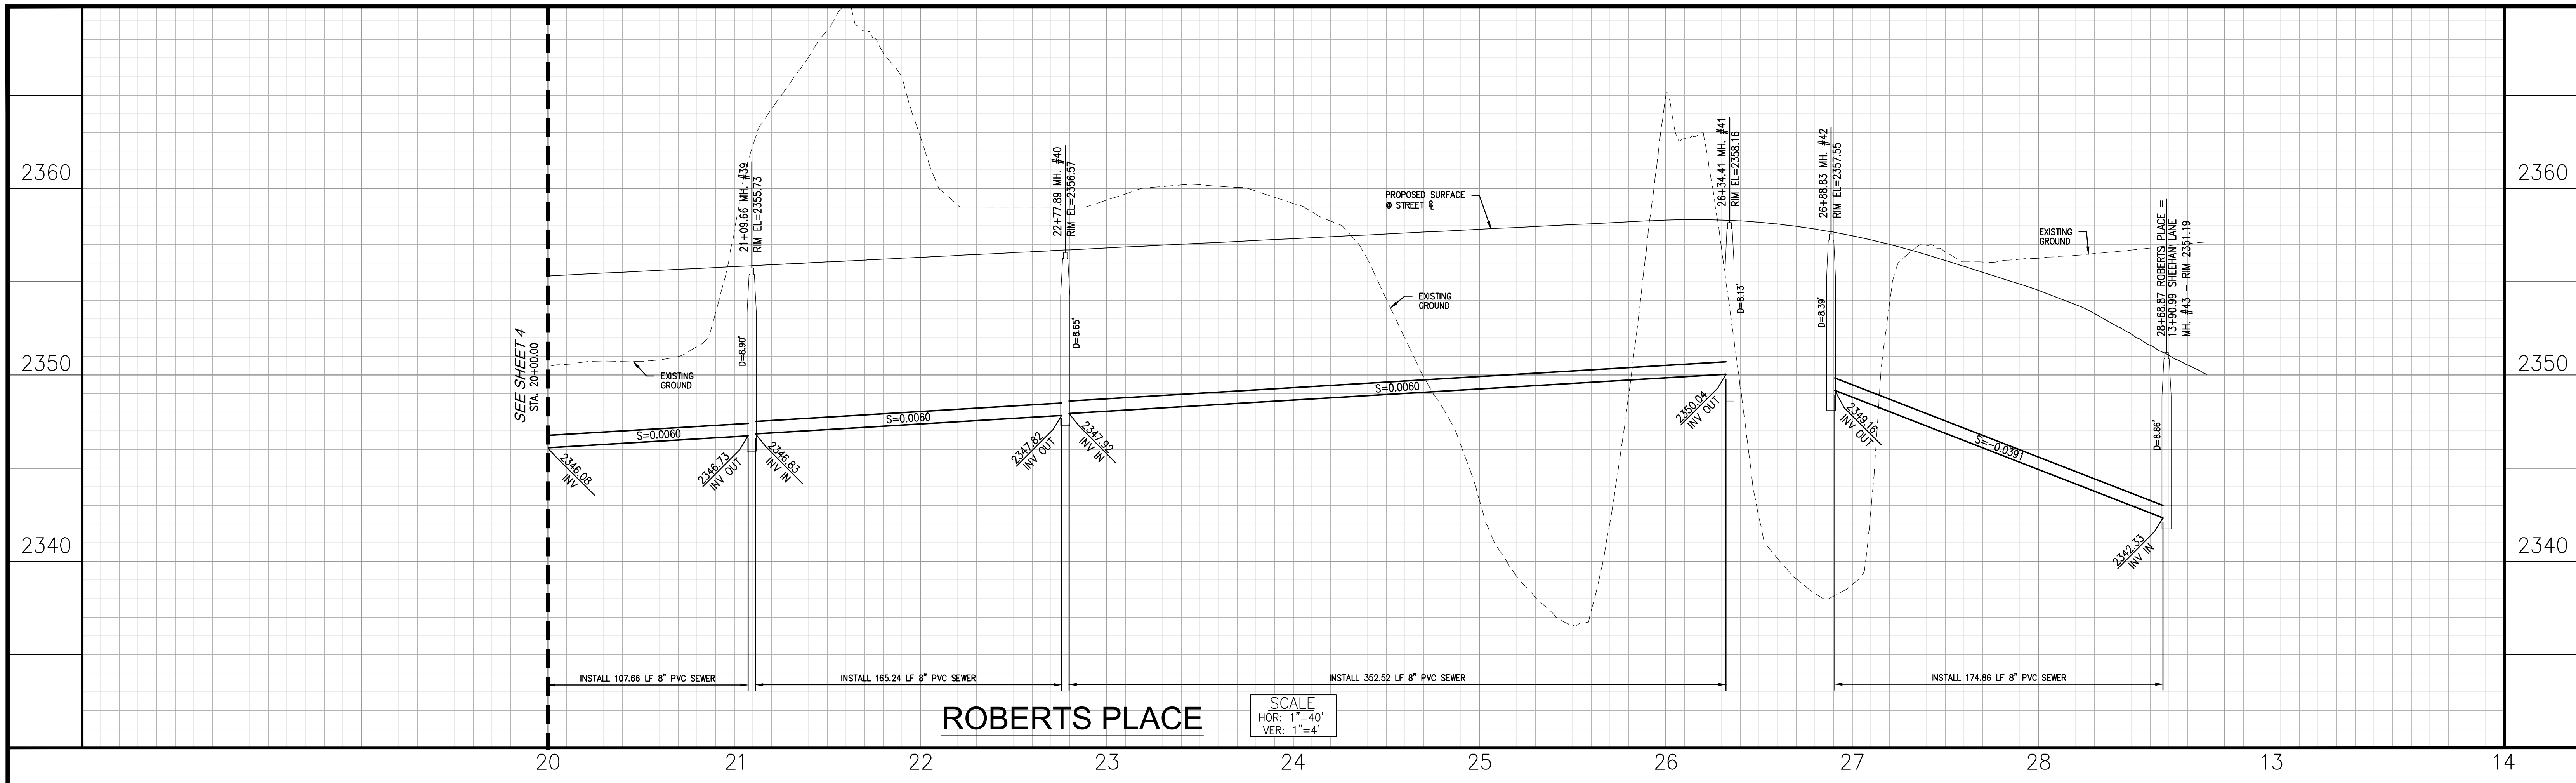 2360
2350
2340
SEE SHEET 4
STA. 20+00.00
EXISTING
GROUND
S=0.0060
2346.08
INV
2346.73
INV OUT
21+09.66 MH. #39
RIM EL=2355.73
D=8.90'
2346.83
INV IN
S=0.0060
2347.82
INV OUT
22+77.89 MH. #40
RIM EL=2356.57
D=8.65'
2347.92
INV IN
PROPOSED SURFACE
@ STREET ℄
EXISTING
GROUND
S=0.0060
2350.04
INV OUT
26+34.41 MH. #41
RIM EL=2358.16
D=8.13'
26+88.83 MH. #42
RIM EL=2357.55
D=8.39'
2349.16
INV OUT
S=-0.0391
EXISTING
GROUND
28+68.87 ROBERTS PLACE =
13+90.99 SHEEHAN LANE
MH. #43 - RIM 2351.19
D=8.86'
2342.33
INV IN
2360
2350
2340
INSTALL 107.66 LF 8" PVC SEWER
INSTALL 165.24 LF 8" PVC SEWER
INSTALL 352.52 LF 8" PVC SEWER
INSTALL 174.86 LF 8" PVC SEWER
ROBERTS PLACE
SCALE
HOR: 1"=40'
VER: 1"=4'
20 21 22 23 24 25 26 27 28 13 14